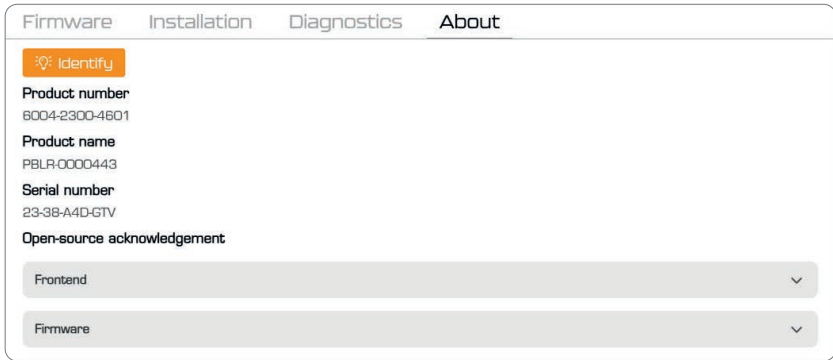 Firmware Installation Diagnostics About
Identify
Product number
6004-2300-4601
Product name
PBLR-0000443
Serial number
23-38-A4D-GTV
Open-source acknowledgement
Frontend
Firmware